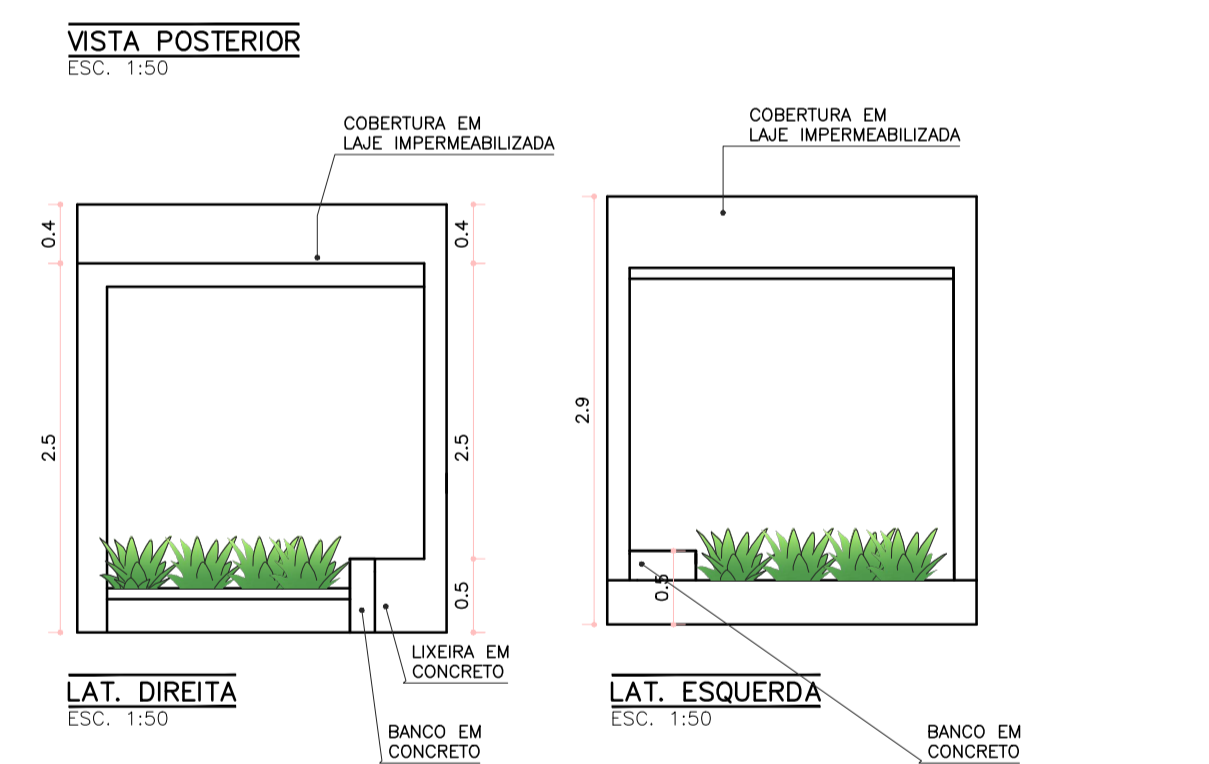 VISTA POSTERIOR
ESC. 1:50
COBERTURA EM
LAJE IMPERMEABILIZADA
0.4
2.5
0.4
2.5
0.5
LIXEIRA EM
CONCRETO
BANCO EM
CONCRETO
LAT. DIREITA
ESC. 1:50
COBERTURA EM
LAJE IMPERMEABILIZADA
2.9
0.5
BANCO EM
CONCRETO
LAT. ESQUERDA
ESC. 1:50